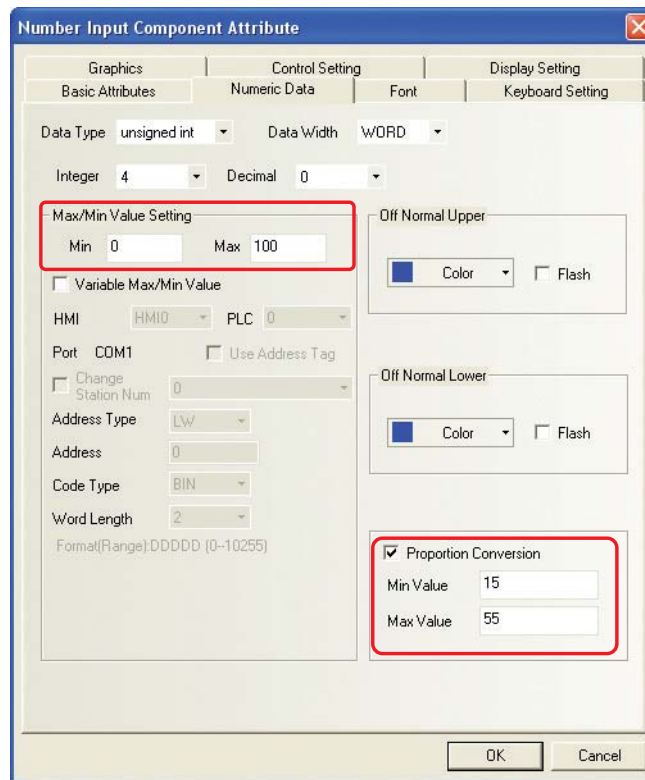 Number Input Component Attribute
Graphics Control Setting Display Setting
Basic Attributes Numeric Data Font Keyboard Setting
Data Type unsigned int Data Width WORD
Integer 4 Decimal 0
Max/Min Value Setting
Min 0 Max 100
Variable Max/Min Value
HMI HMI0 PLC 0
Port COM1 Use Address Tag
Change
Station Num 0
Address Type LW
Address 0
Code Type BIN
Word Length 2
Format(Range):DDDDD (0--10255)
Off Normal Upper
Color Flash
Off Normal Lower
Color Flash
Proportion Conversion
Min Value 15
Max Value 55
OK Cancel